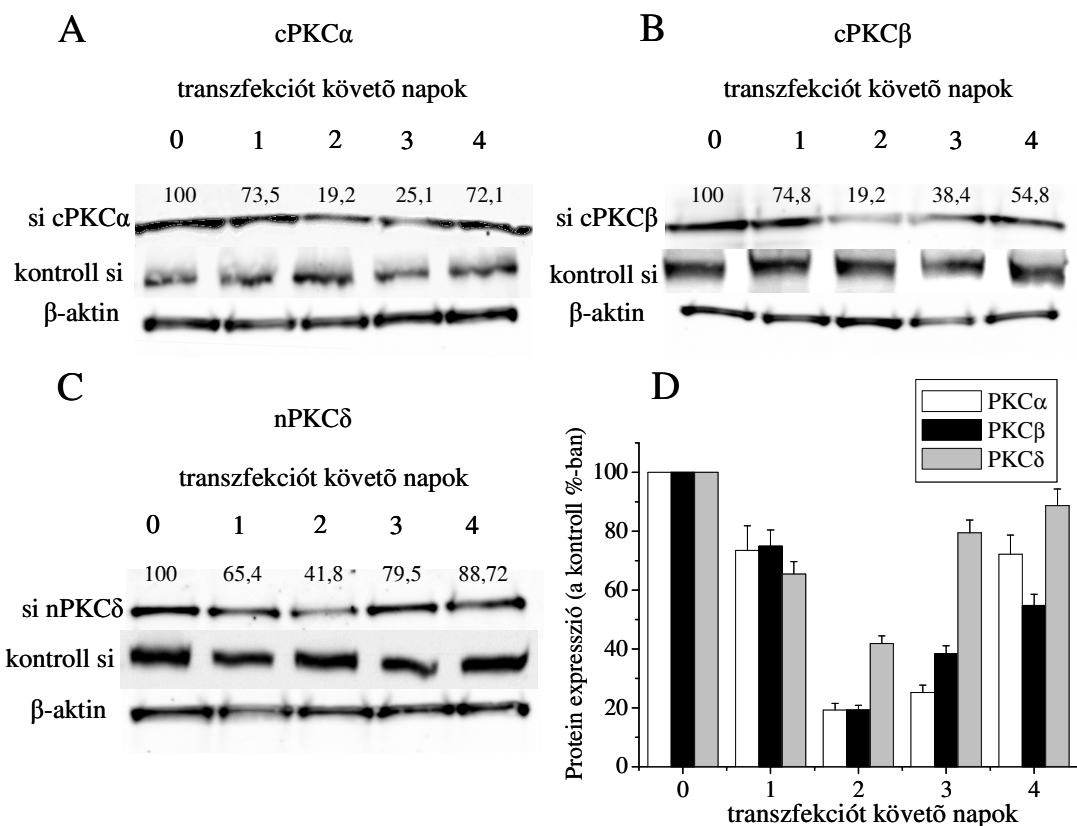 A
cPKCα
transzfekciót követõ napok
0 1 2 3 4
100 73,5 19,2 25,1 72,1
si cPKCα
kontroll si
β-aktin
B
cPKCβ
transzfekciót követõ napok
0 1 2 3 4
100 74,8 19,2 38,4 54,8
si cPKCβ
kontroll si
β-aktin
C
nPKCδ
transzfekciót követõ napok
0 1 2 3 4
100 65,4 41,8 79,5 88,72
si nPKCδ
kontroll si
β-aktin
D
PKCα
PKCβ
PKCδ
Protein expresszió (a kontroll %-ban)
100
80
60
40
20
0
0 1 2 3 4
transzfekciót követõ napok